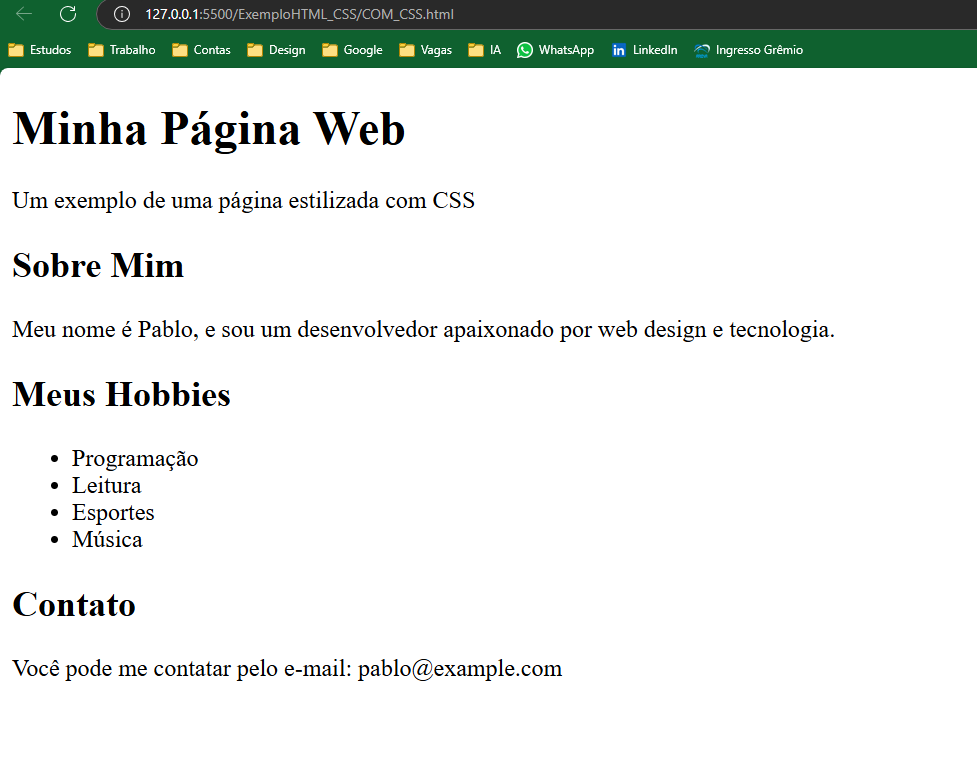 127.0.0.1:5500/ExemploHTML_CSS/COM_CSS.html
Estudos Trabalho Contas Design Google Vagas IA WhatsApp LinkedIn Ingresso Grêmio
Minha Página Web
Um exemplo de uma página estilizada com CSS
Sobre Mim
Meu nome é Pablo, e sou um desenvolvedor apaixonado por web design e tecnologia.
Meus Hobbies
• Programação
• Leitura
• Esportes
• Música
Contato
Você pode me contatar pelo e-mail: pablo@example.com